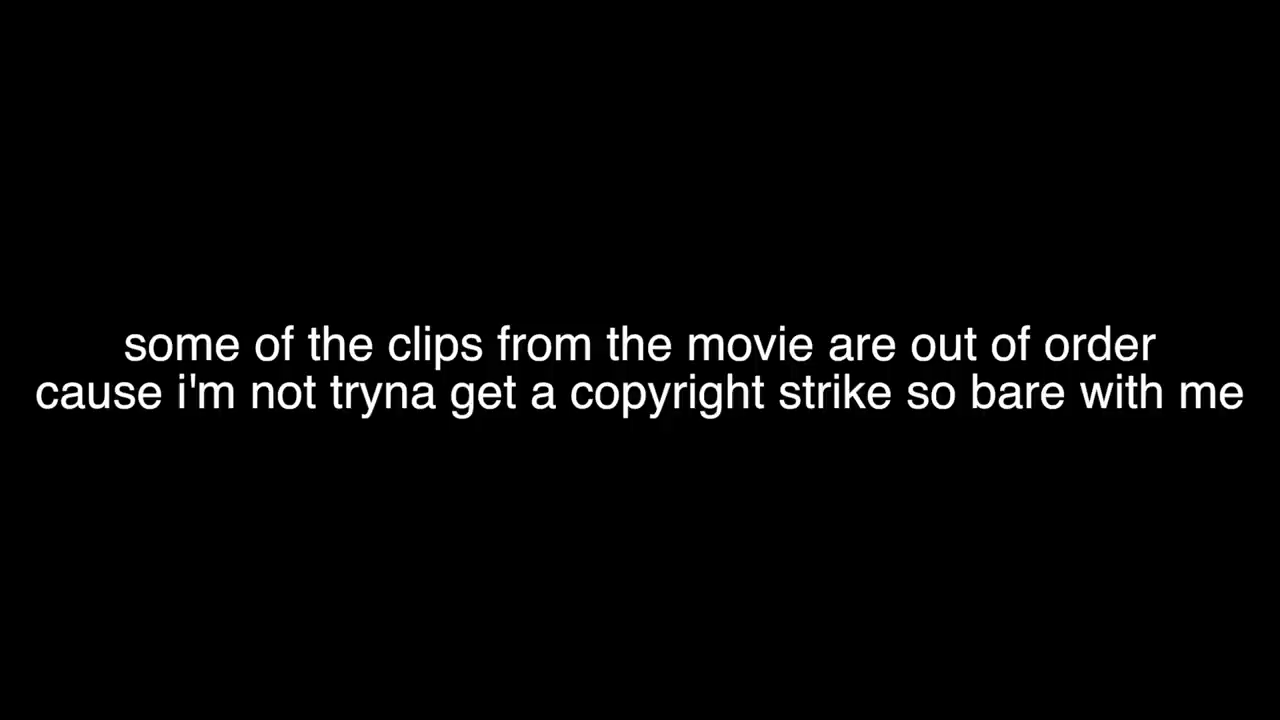 some of the clips from the movie are out of order
cause i'm not tryna get a copyright strike so bare with me